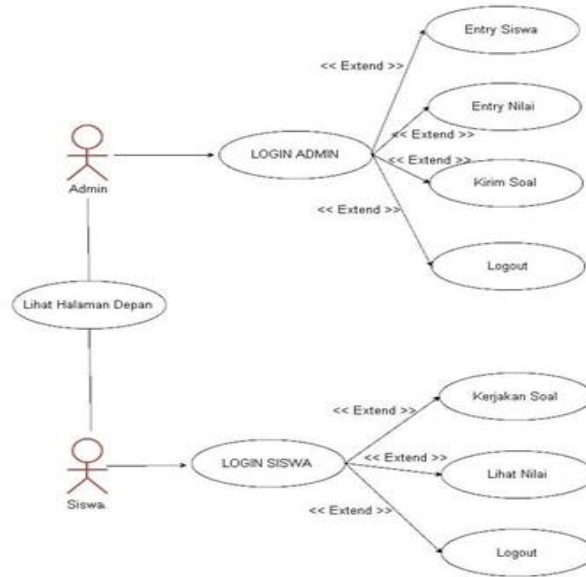 Entry Siswa
<< Extend >>
Entry Nilai
<< Extend >>
LOGIN ADMIN
<< Extend >>
Kirim Soal
Admin
<< Extend >>
Logout
Lihat Halaman Depan
Kerjakan Soal
<< Extend >>
<< Extend >>
LOGIN SISWA
Lihat Nilai
Siswa
<< Extend >>
Logout